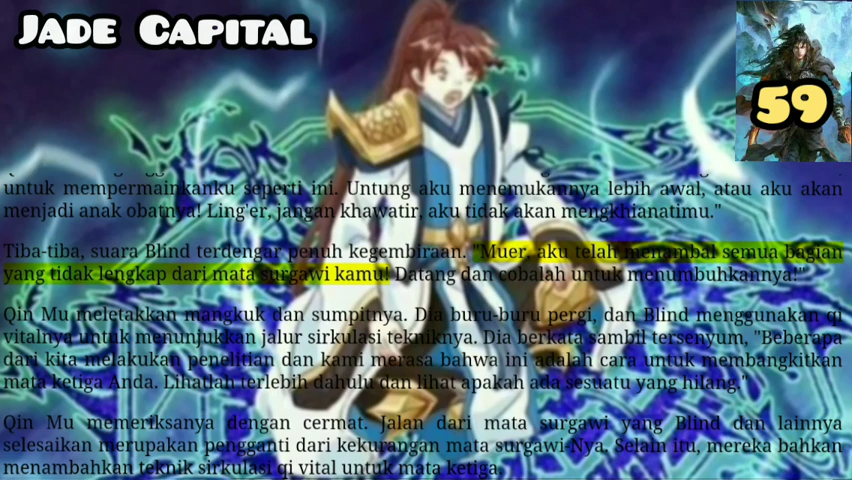 Jade Capital
59
untuk mempermainkanku seperti ini. Untung aku menemukannya lebih awal, atau aku akan
menjadi anak obatnya! Ling'er, jangan khawatir, aku tidak akan mengkhianatimu."
Tiba-tiba, suara Blind terdengar penuh kegembiraan. "Muer, aku telah menambal semua bagian
yang tidak lengkap dari mata surgawi kamu! Datang dan cobalah untuk menumbuhkannya!"
Qin Mu meletakkan mangkuk dan sumpitnya. Dia buru-buru pergi, dan Blind menggunakan qi
vitalnya untuk menunjukkan jalur sirkulasi tekniknya. Dia berkata sambil tersenyum, "Beberapa
dari kita melakukan penelitian dan kami merasa bahwa ini adalah cara untuk membangkitkan
mata ketiga Anda. Lihatlah terlebih dahulu dan lihat apakah ada sesuatu yang hilang."
Qin Mu memeriksanya dengan cermat. Jalan dari mata surgawi yang Blind dan lainnya
selesaikan merupakan pengganti dari kekurangan mata surgawi-Nya. Selain itu, mereka bahkan
menambahkan teknik sirkulasi qi vital untuk mata ketiga.